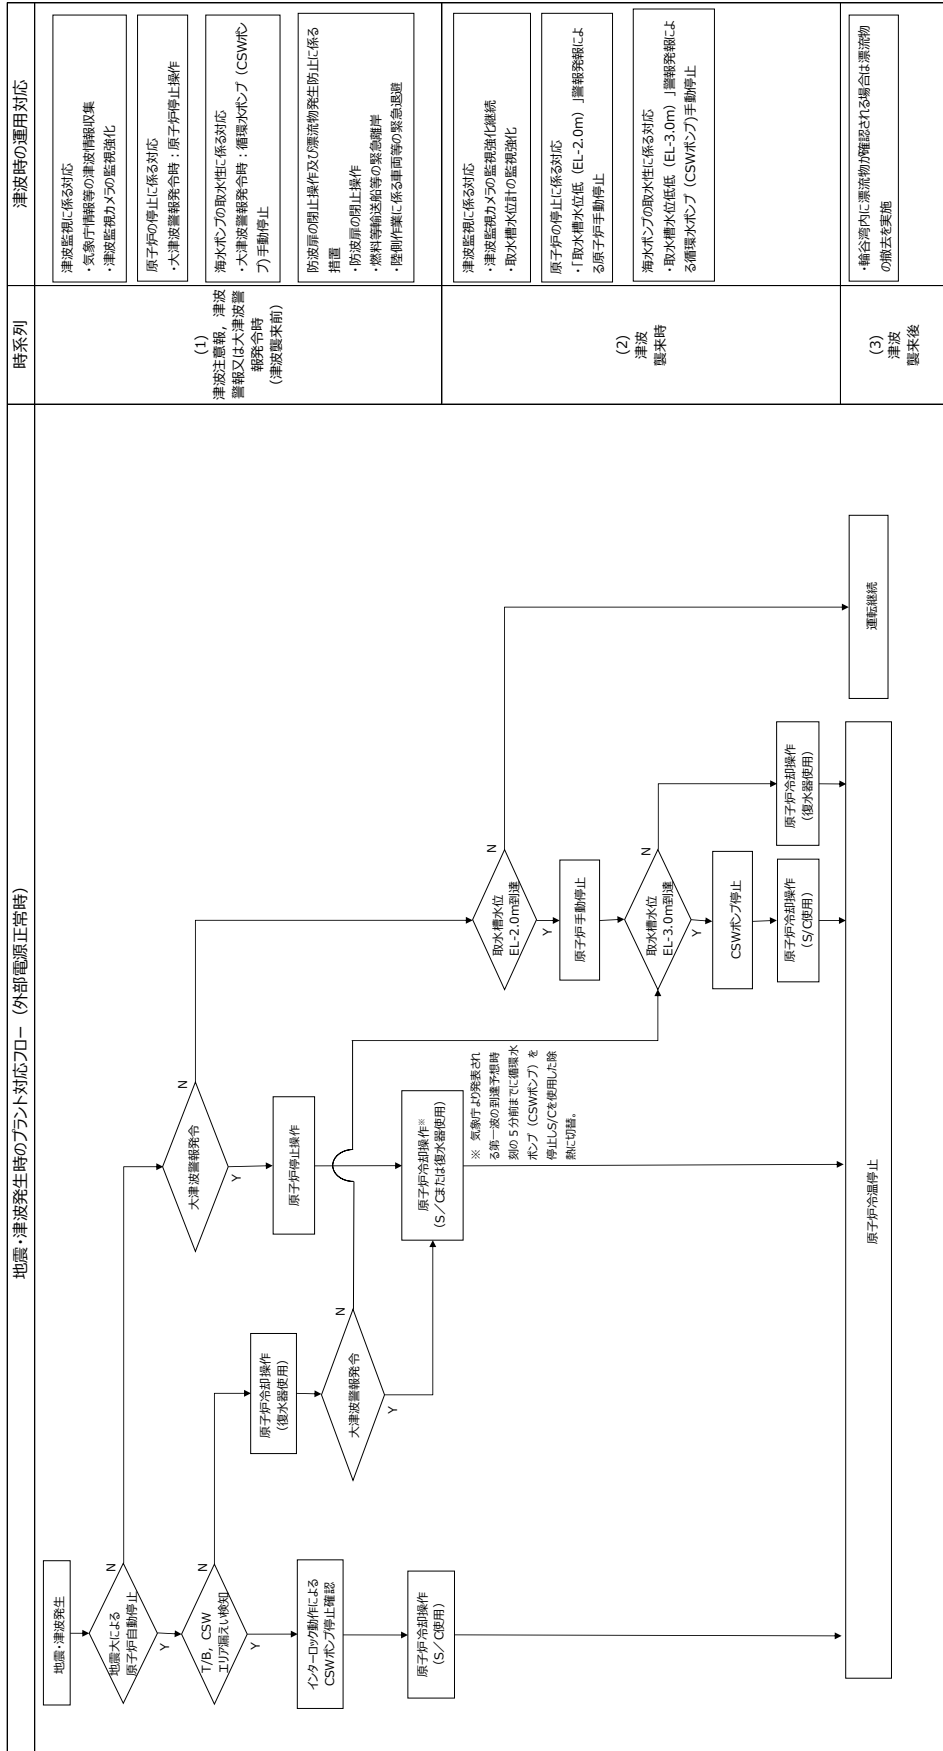 地震・津波発生時のプラント対応フロー（外部電源正常時）
時系列
津波時の運用対応
地震・津波発生
地震大による
原子炉自動停止
N
Y
T/B, CSW
エリア漏えい検知
N
Y
インターロック動作による
CSWポンプ停止確認
原子炉冷却操作
（S／C使用）
原子炉冷却操作
（復水器使用）
大津波警報発令
N
Y
大津波警報発令
N
Y
原子炉停止操作
原子炉冷却操作※
（S／Cまたは復水器使用）
※ 気象庁より発表され
る第一波の到達予想時
刻の５分前までに循環水
ポンプ（CSWポンプ）を
停止しS/Cを使用した除
熱に切替。
取水槽水位
EL-2.0m到達
N
Y
原子炉手動停止
取水槽水位
EL-3.0m到達
N
Y
CSWポンプ停止
原子炉冷却操作
（S/C使用）
原子炉冷却操作
（復水器使用）
原子炉冷温停止
運転継続
(1)
津波注意報，津波
警報又は大津波警
報発令時
（津波襲来前）
津波監視に係る対応
・気象庁情報等の津波情報収集
・津波監視カメラの監視強化
原子炉の停止に係る対応
・大津波警報発令時：原子炉停止操作
海水ポンプの取水性に係る対応
・大津波警報発令時：循環水ポンプ（CSWポン
プ）手動停止
防波扉の閉止操作及び漂流物発生防止に係る
措置
・防波扉の閉止操作
・燃料等輸送船等の緊急離岸
・陸側作業に係る車両等の緊急退避
(2)
津波
襲来時
津波監視に係る対応
・津波監視カメラの監視強化継続
・取水槽水位計の監視強化
原子炉の停止に係る対応
・「取水槽水位低（EL-2.0m）」警報発報によ
る原子炉手動停止
海水ポンプの取水性に係る対応
・取水槽水位低低（EL-3.0m）」警報発報によ
る循環水ポンプ（CSWポンプ)手動停止
(3)
津波
襲来後
・輪谷湾内に漂流物が確認される場合は漂流物
の撤去を実施